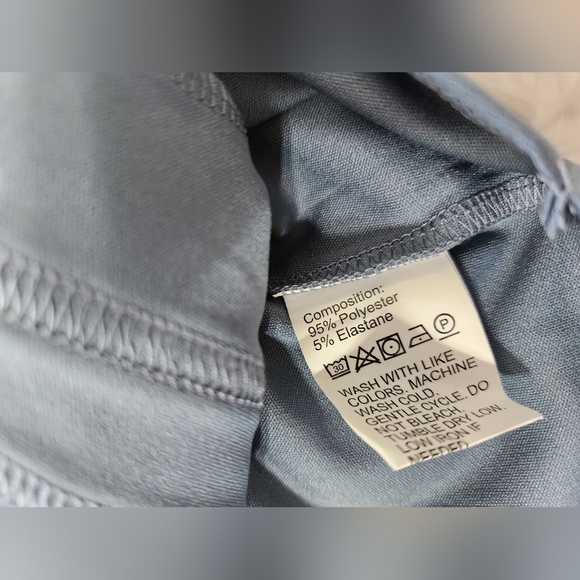 Composition:
95% Polyester
5% Elastane
30 P
WASH WITH LIKE
COLORS. MACHINE
WASH COLD.
GENTLE CYCLE. DO
NOT BLEACH.
TUMBLE DRY LOW.
LOW IRON IF
NEEDED